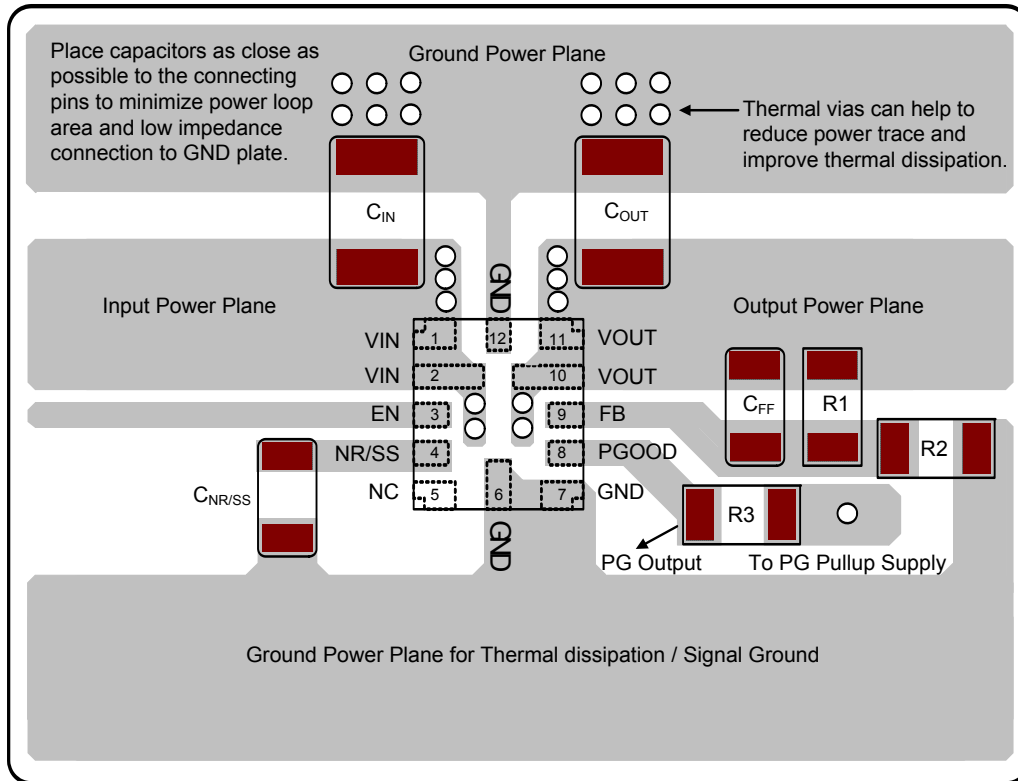 Place capacitors as close as
possible to the connecting
pins to minimize power loop
area and low impedance
connection to GND plate.
Ground Power Plane
Thermal vias can help to
reduce power trace and
improve thermal dissipation.
CIN
COUT
Input Power Plane
GND
Output Power Plane
VIN
1
12
11
VOUT
VIN
2
10
VOUT
EN
3
9
FB
CFF
R1
NR/SS
4
8
PGOOD
R2
CNR/SS
NC
5
6
7
GND
R3
GND
PG Output
To PG Pullup Supply
Ground Power Plane for Thermal dissipation / Signal Ground